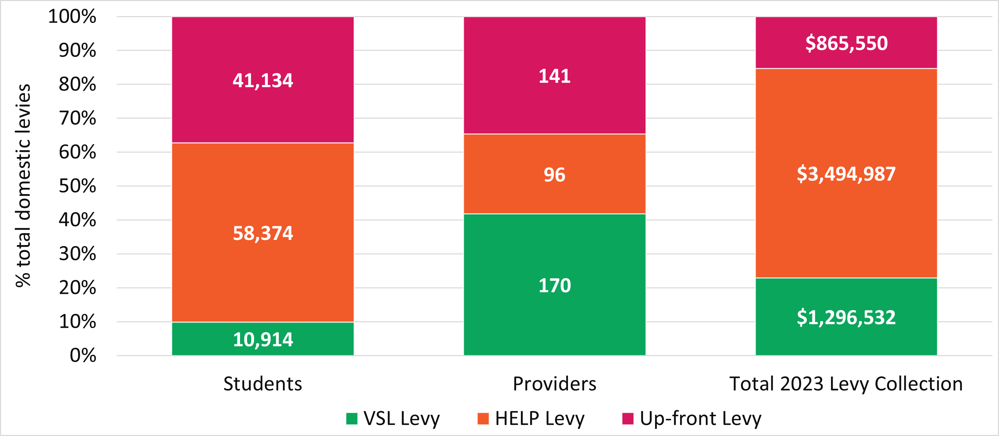 % total domestic levies
100%
90%
80%
70%
60%
50%
40%
30%
20%
10%
0%
41,134
58,374
10,914
141
96
170
$865,550
$3,494,987
$1,296,532
Students
Providers
Total 2023 Levy Collection
VSL Levy
HELP Levy
Up-front Levy